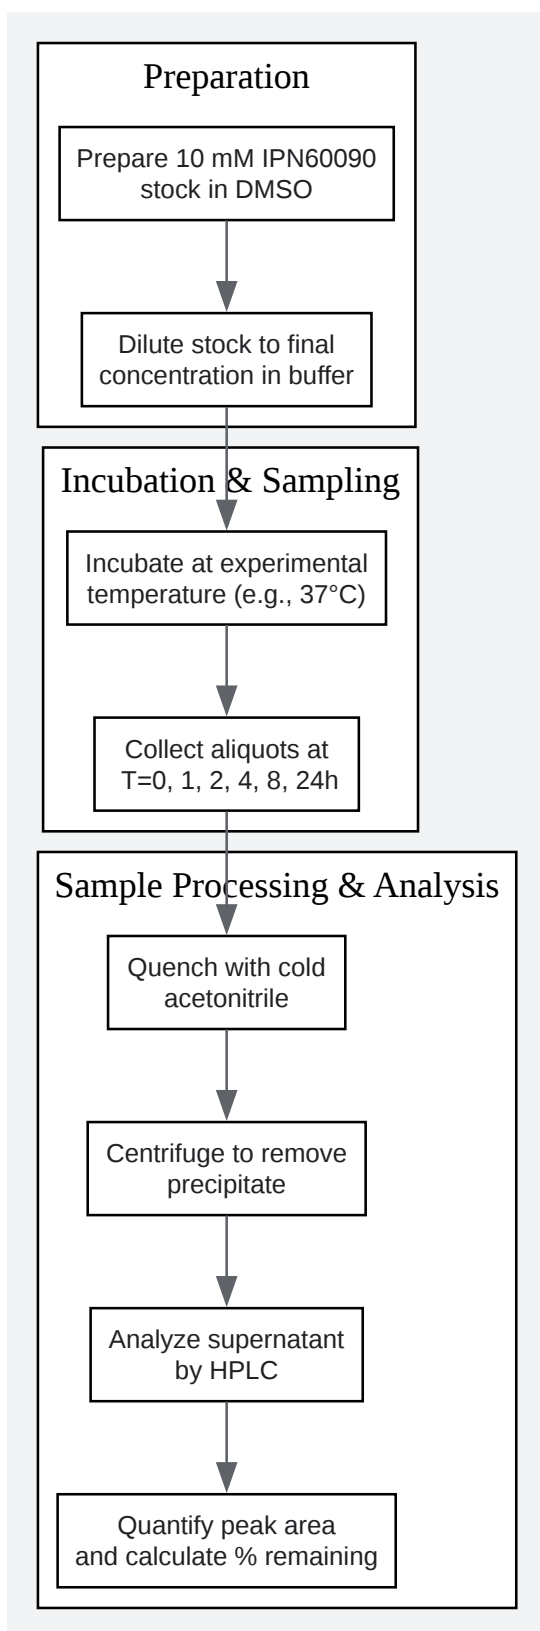 Preparation
Prepare 10 mM IPN60090
stock in DMSO
Dilute stock to final
concentration in buffer
Incubation & Sampling
Incubate at experimental
temperature (e.g., 37°C)
Collect aliquots at
T=0, 1, 2, 4, 8, 24h
Sample Processing & Analysis
Quench with cold
acetonitrile
Centrifuge to remove
precipitate
Analyze supernatant
by HPLC
Quantify peak area
and calculate % remaining